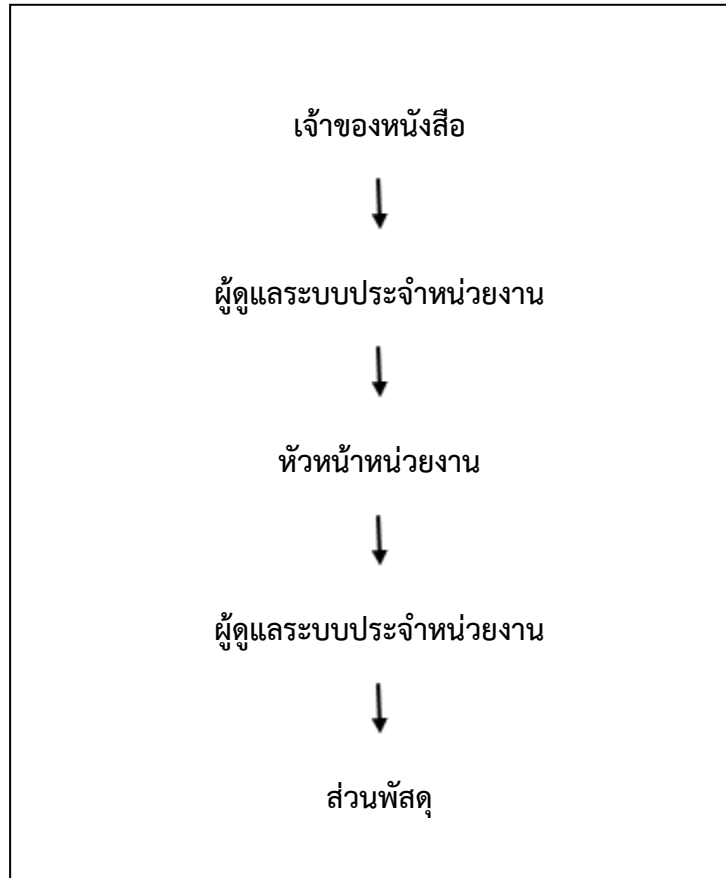 เจ้าของหนังสือ
ผู้ดูแลระบบประจำหน่วยงาน
หัวหน้าหน่วยงาน
ผู้ดูแลระบบประจำหน่วยงาน
ส่วนพัสดุ